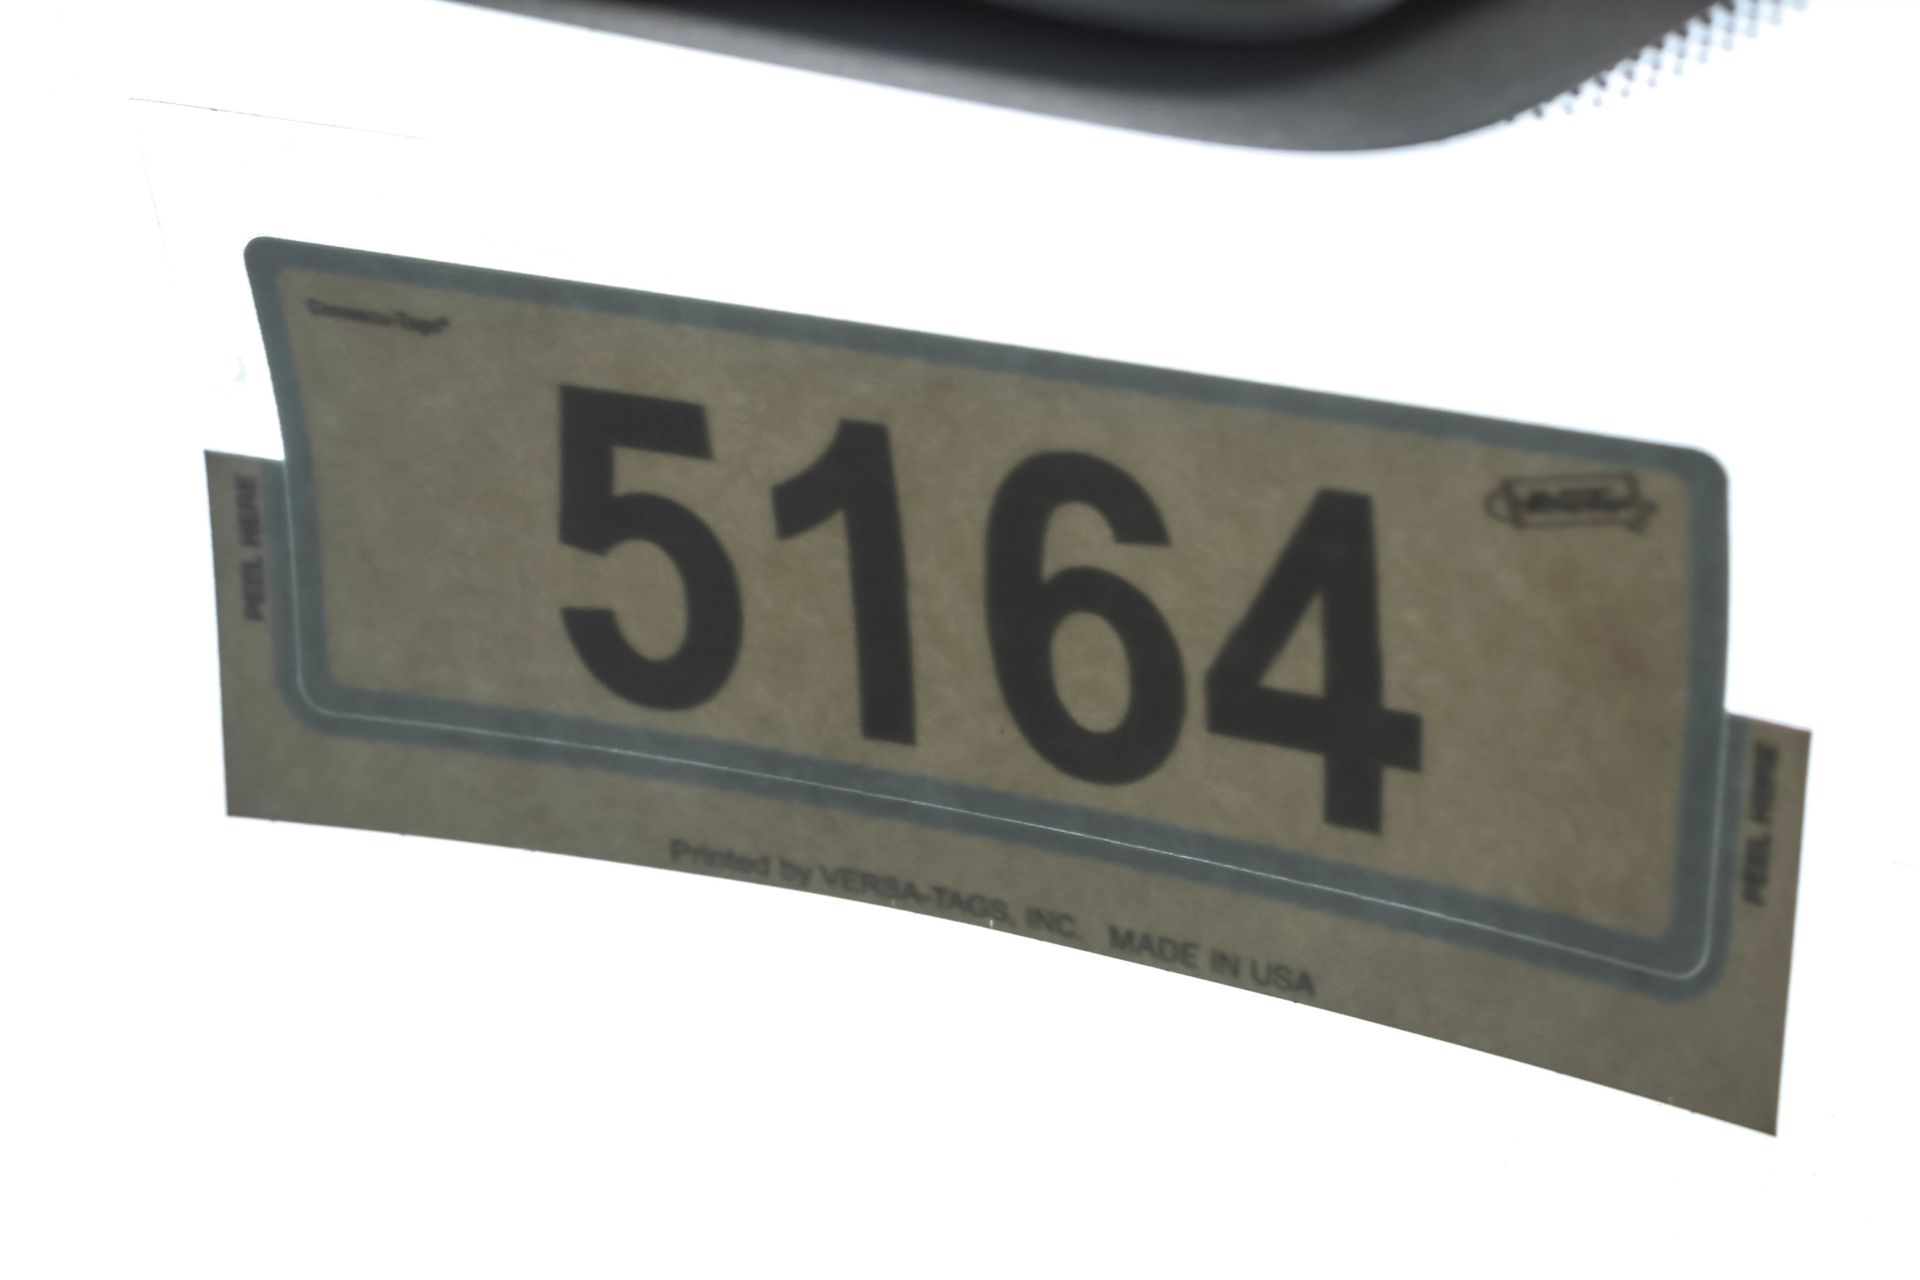 5164
PEEL HERE
PEEL HERE
Printed by VERSA-TAGS, INC. MADE IN USA